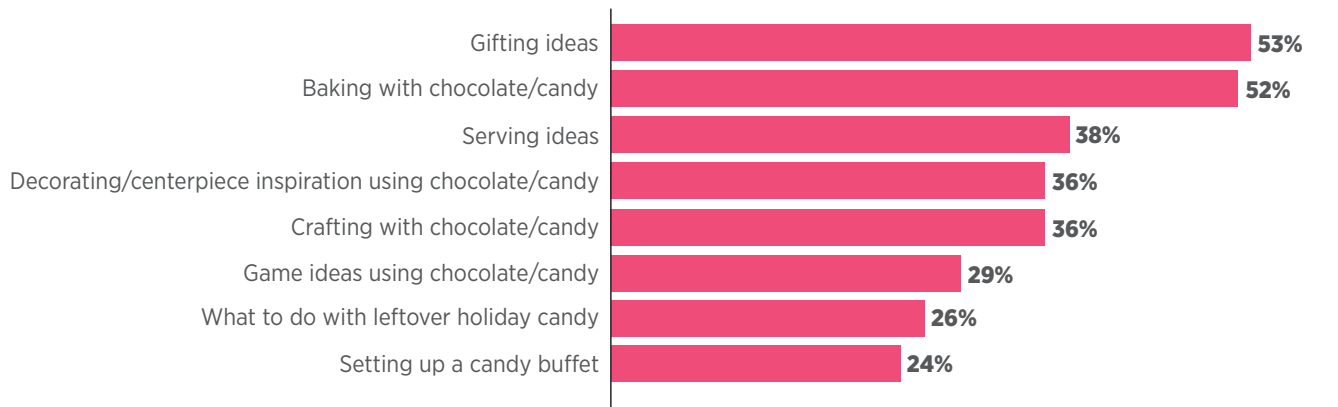 Gifting ideas 53%
Baking with chocolate/candy 52%
Serving ideas 38%
Decorating/centerpiece inspiration using chocolate/candy 36%
Crafting with chocolate/candy 36%
Game ideas using chocolate/candy 29%
What to do with leftover holiday candy 26%
Setting up a candy buffet 24%